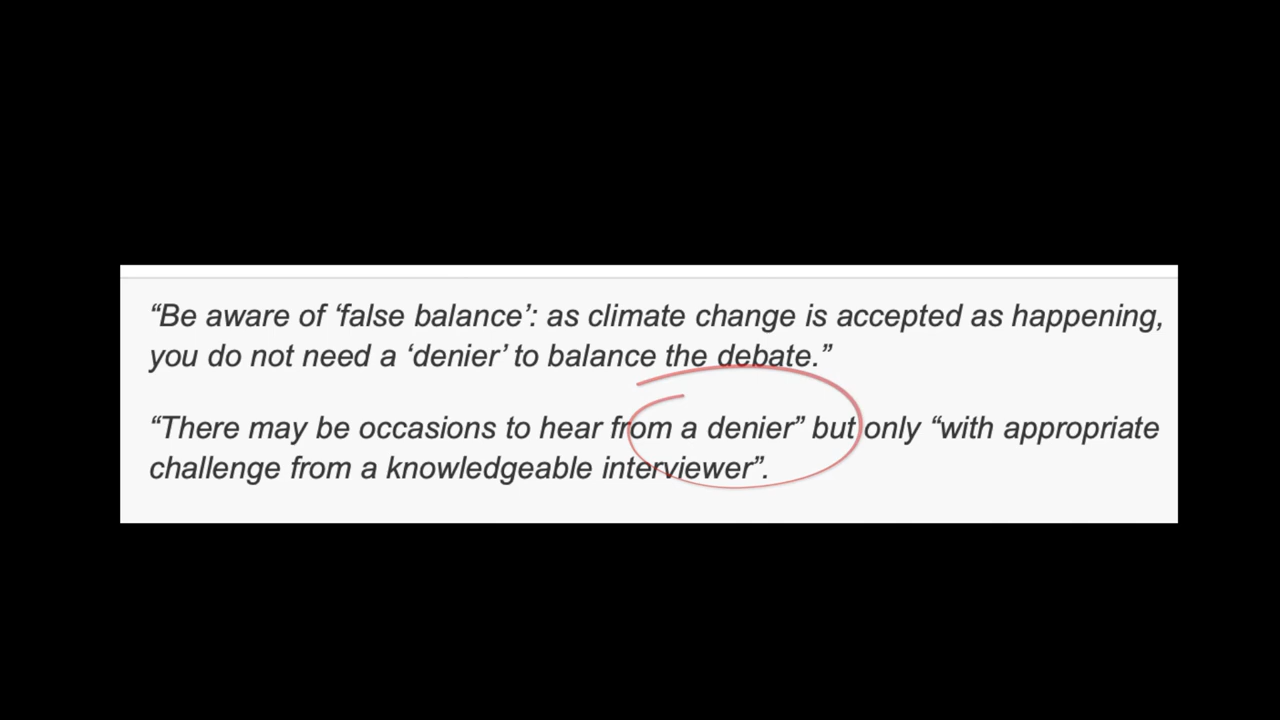 “Be aware of ‘false balance’: as climate change is accepted as happening,
you do not need a ‘denier’ to balance the debate.”
“There may be occasions to hear from a denier” but only “with appropriate
challenge from a knowledgeable interviewer”.